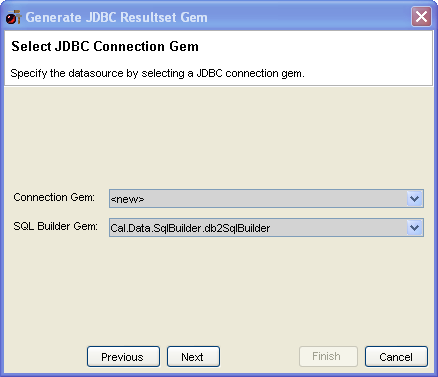 Generate JDBC Resultset Gem
Select JDBC Connection Gem
Specify the datasource by selecting a JDBC connection gem.
Connection Gem: <new>
SQL Builder Gem: Cal.Data.SqlBuilder.db2SqlBuilder
Previous Next Finish Cancel